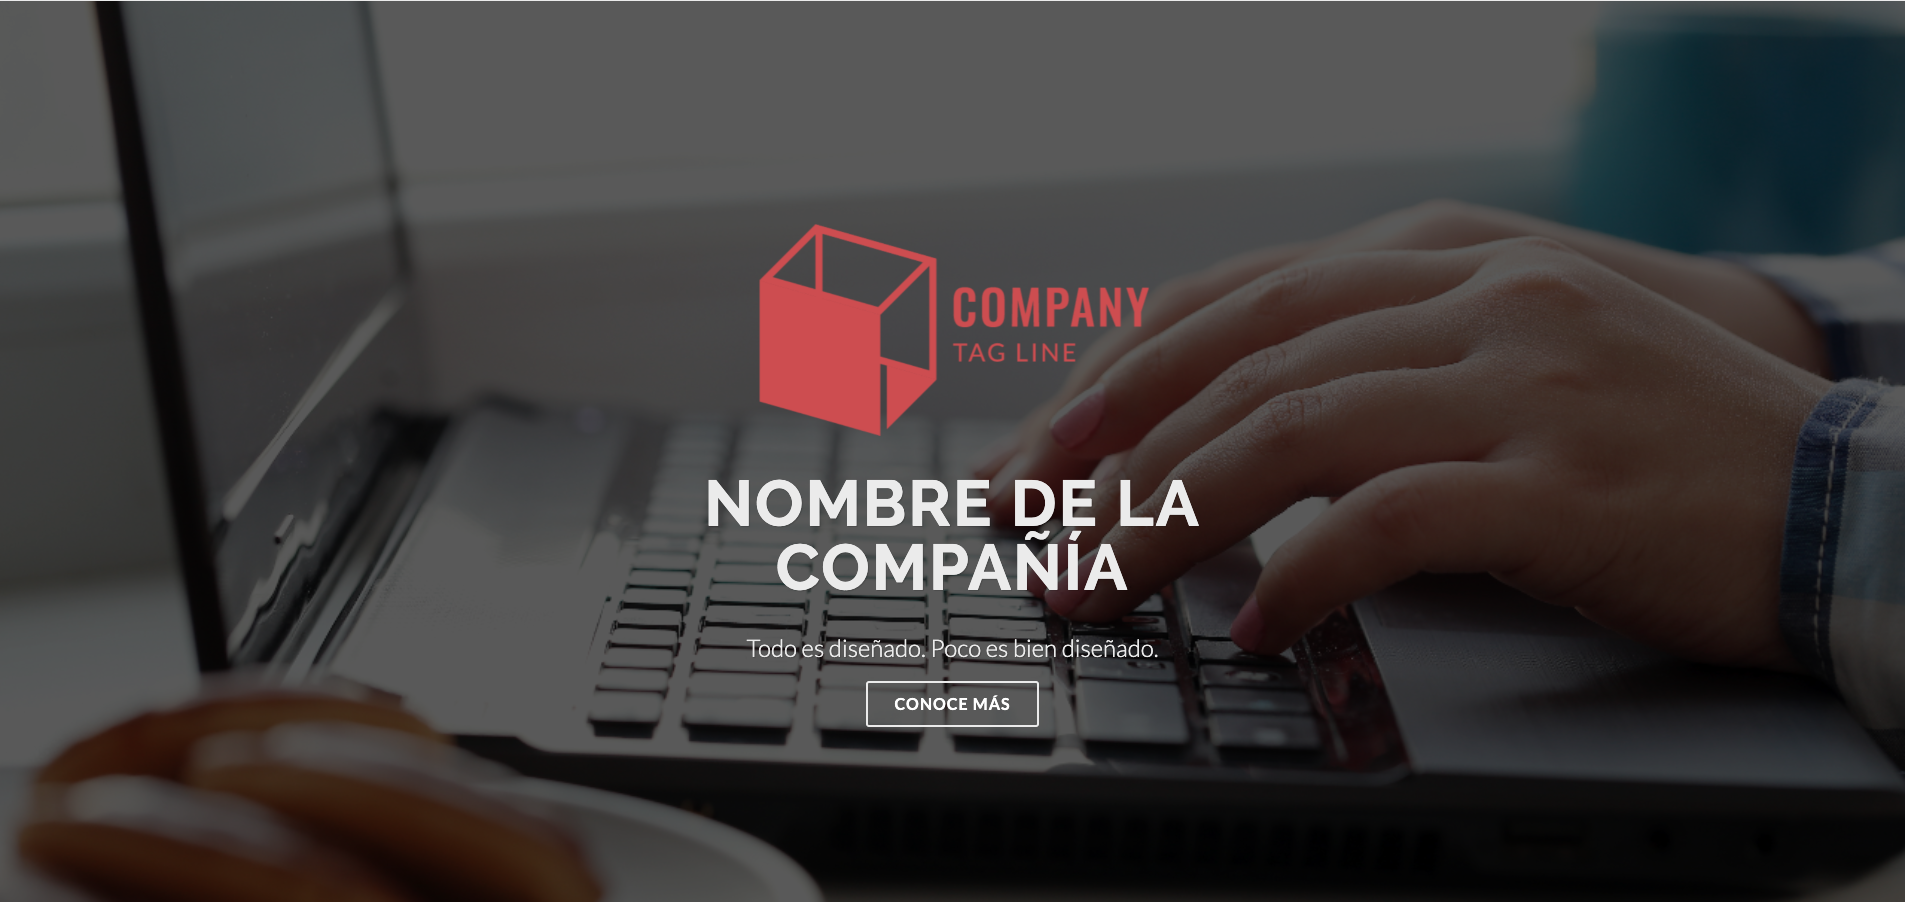 COMPANY
TAG LINE
NOMBRE DE LA
COMPAÑÍA
Todo es diseñado. Poco es bien diseñado.
CONOCE MÁS